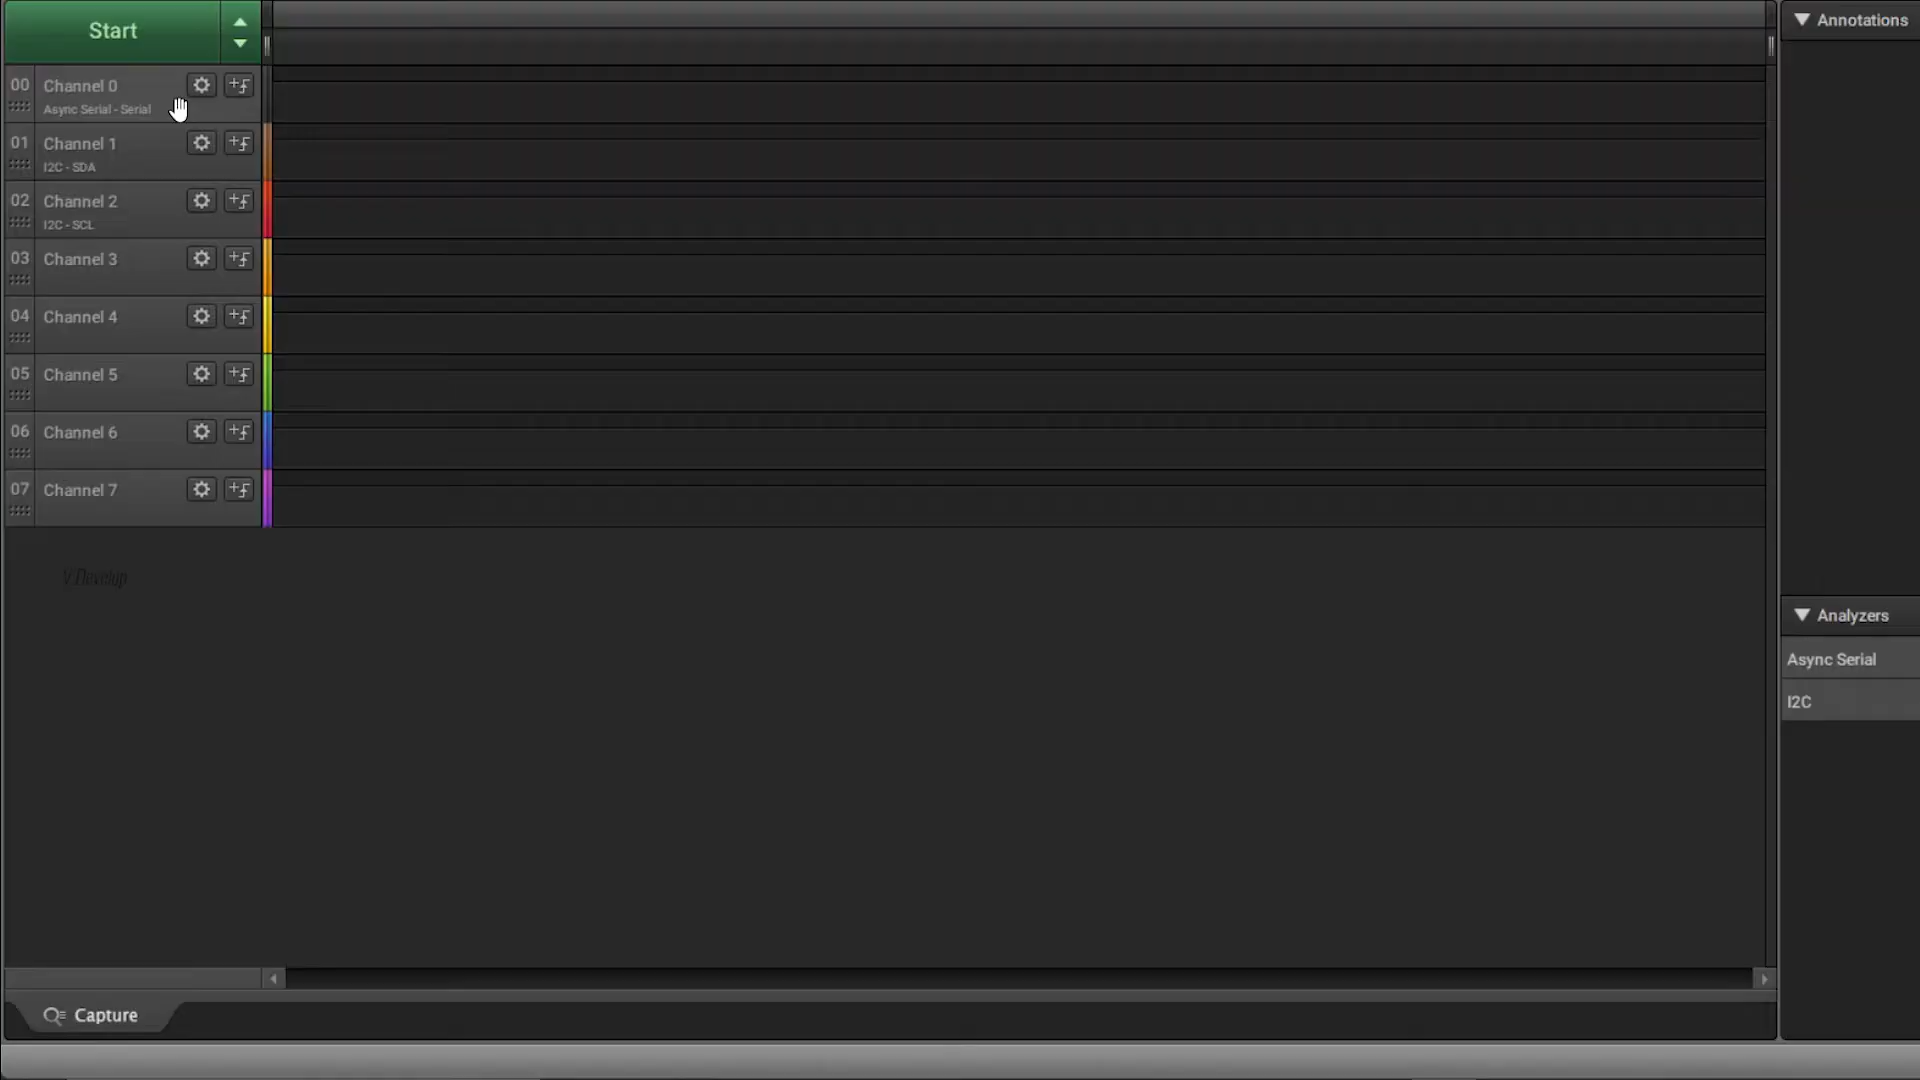 Start
00 Channel 0
Async Serial - Serial
01 Channel 1
I2C - SDA
02 Channel 2
I2C - SCL
03 Channel 3
04 Channel 4
05 Channel 5
06 Channel 6
07 Channel 7
V Develop
Capture
Annotations
Analyzers
Async Serial
I2C